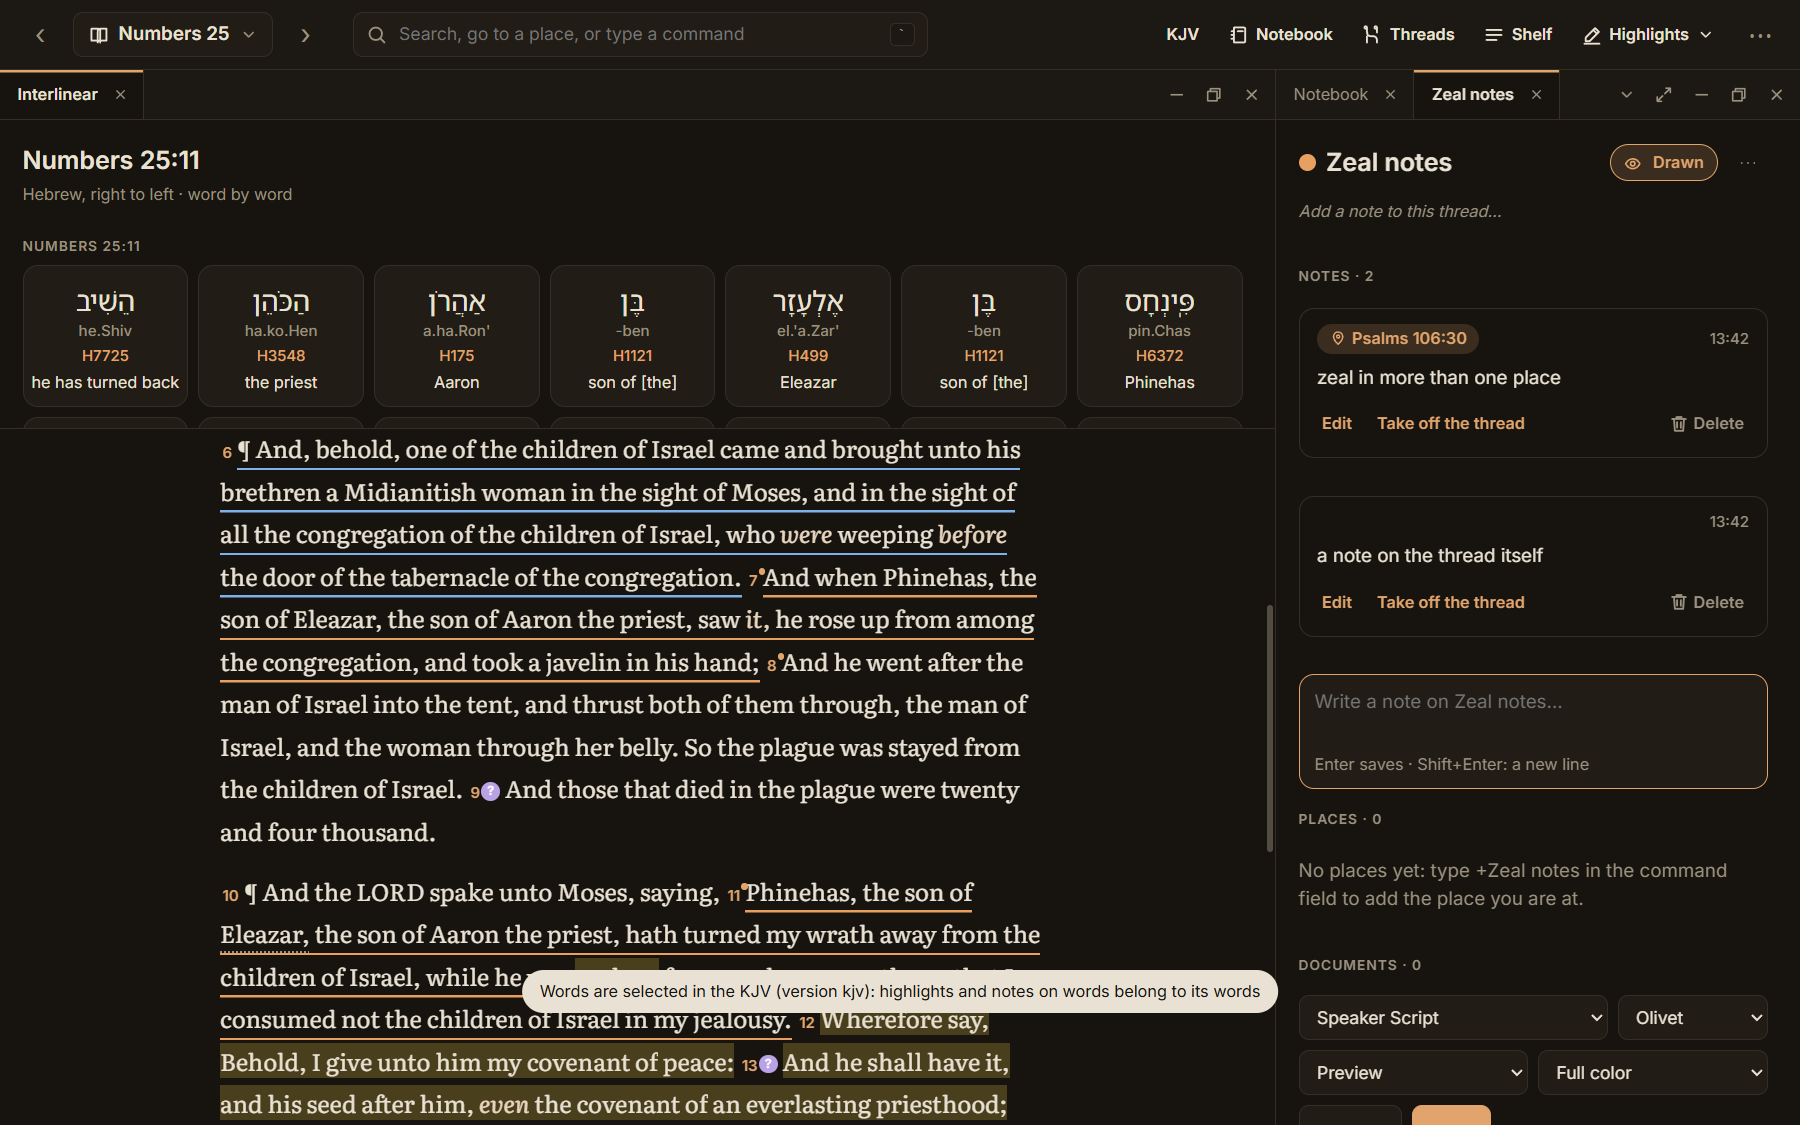 Numbers 25
Search, go to a place, or type a command
`
KJV
Notebook
Threads
Shelf
Highlights
Interlinear
Numbers 25:11
Hebrew, right to left · word by word
NUMBERS 25:11
הֵשִׁיב
he.Shiv
H7725
he has turned back
הַכֹּהֵן
ha.ko.Hen
H3548
the priest
אַהֲרֹן
a.ha.Ron'
H175
Aaron
בֶּן
-ben
H1121
son of [the]
אֶלְעָזָר
el.'a.Zar'
H499
Eleazar
בֶּן
-ben
H1121
son of [the]
פִּינְחָס
pin.Chas
H6372
Phinehas
6 ¶ And, behold, one of the children of Israel came and brought unto his
brethren a Midianitish woman in the sight of Moses, and in the sight of
all the congregation of the children of Israel, who were weeping before
the door of the tabernacle of the congregation. 7 And when Phinehas, the
son of Eleazar, the son of Aaron the priest, saw it, he rose up from among
the congregation, and took a javelin in his hand; 8 And he went after the
man of Israel into the tent, and thrust both of them through, the man of
Israel, and the woman through her belly. So the plague was stayed from
the children of Israel. 9 ? And those that died in the plague were twenty
and four thousand.
10 ¶ And the LORD spake unto Moses, saying, 11 Phinehas, the son of
Eleazar, the son of Aaron the priest, hath turned my wrath away from the
children of Israel, while he
Words are selected in the KJV (version kjv): highlights and notes on words belong to its words
consumed not the children of Israel in my jealousy. 12 Wherefore say,
Behold, I give unto him my covenant of peace: 13 ? And he shall have it,
and his seed after him, even the covenant of an everlasting priesthood;
Notebook
Zeal notes
Zeal notes
Drawn
Add a note to this thread...
NOTES · 2
Psalms 106:30
13:42
zeal in more than one place
Edit
Take off the thread
Delete
13:42
a note on the thread itself
Edit
Take off the thread
Delete
Write a note on Zeal notes...
Enter saves · Shift+Enter: a new line
PLACES · 0
No places yet: type +Zeal notes in the command
field to add the place you are at.
DOCUMENTS · 0
Speaker Script
Olivet
Preview
Full color